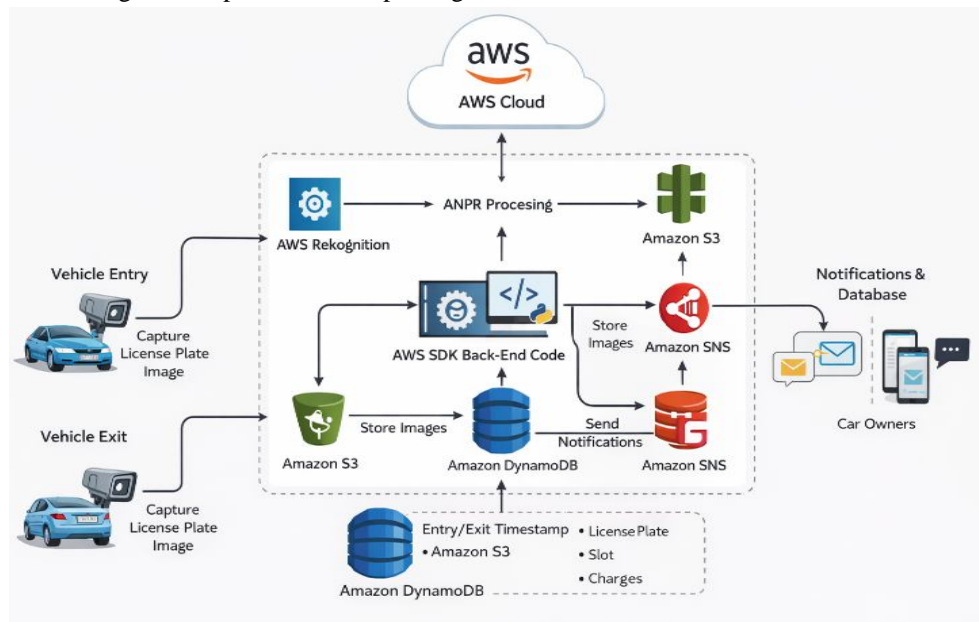 aws
AWS Cloud
AWS Rekognition
ANPR Procesing
Amazon S3
Vehicle Entry
Capture
License Plate
Image
</>
AWS SDK Back-End Code
Store
Images
Amazon SNS
Notifications &
Database
Car Owners
Vehicle Exit
Capture
License Plate
Image
Amazon S3
Store Images
Amazon DynamoDB
Send
Notifications
G
Amazon SNS
Amazon DynamoDB
Entry/Exit Timestamp
• Amazon S3
• License Plate
• Slot
• Charges